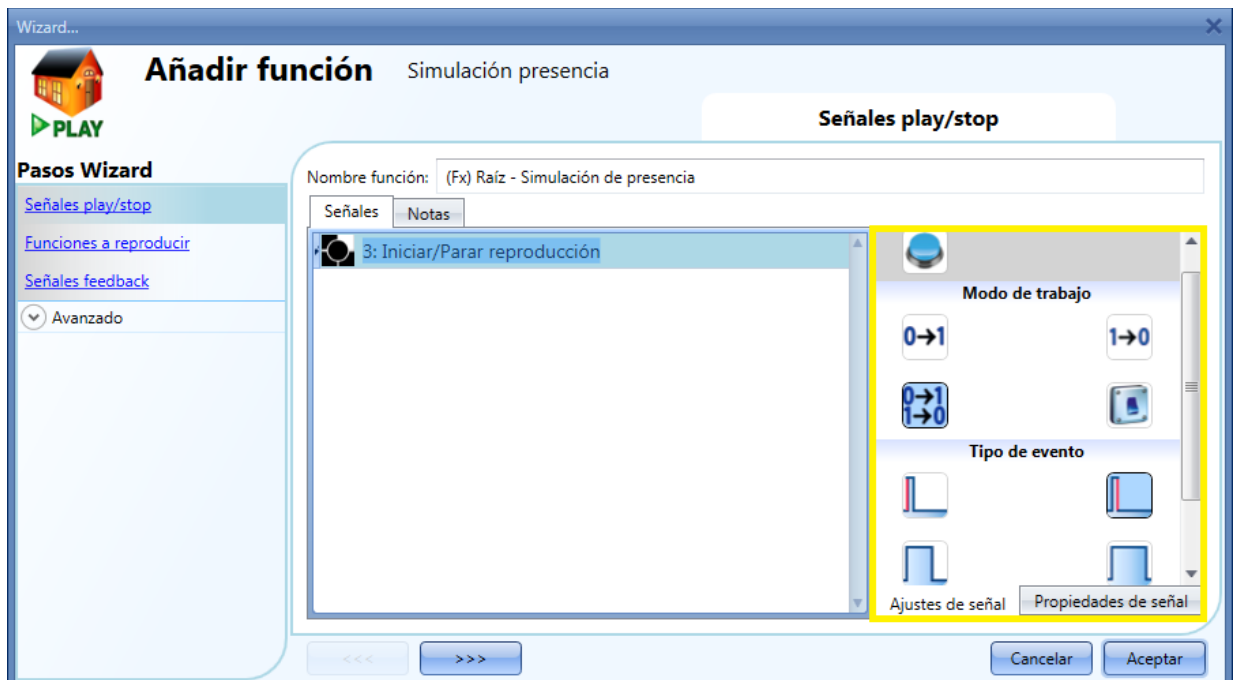 Wizard...
Añadir función
Simulación presencia
PLAY
Señales play/stop
Pasos Wizard
Señales play/stop
Funciones a reproducir
Señales feedback
Avanzado
Nombre función: (Fx) Raíz - Simulación de presencia
Señales Notas
3: Iniciar/Parar reproducción
Modo de trabajo
0→1 1→0
0→1
1→0
Tipo de evento
Ajustes de señal Propiedades de señal
<<< >>> Cancelar Aceptar